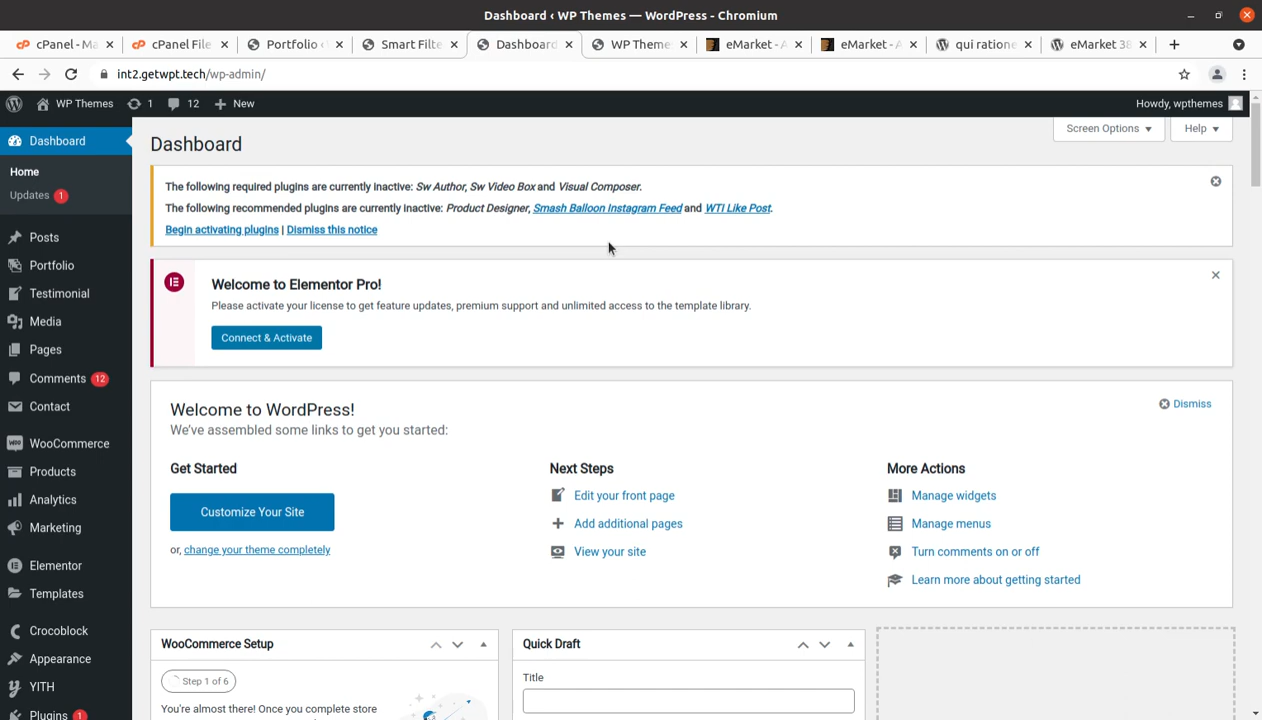 Dashboard ‹ WP Themes — WordPress - Chromium
cPanel - Ma
cPanel File
Portfolio ‹
Smart Filte
Dashboard
WP Theme
eMarket - A
eMarket - A
qui ratione
eMarket 38
int2.getwpt.tech/wp-admin/
WP Themes
1
12
New
Howdy, wpthemes
Dashboard
Home
Updates 1
Posts
Portfolio
Testimonial
Media
Pages
Comments 12
Contact
WooCommerce
Products
Analytics
Marketing
Elementor
Templates
Crocoblock
Appearance
YITH
Plugins 1
Screen Options
Help
Dashboard
The following required plugins are currently inactive: Sw Author, Sw Video Box and Visual Composer.
The following recommended plugins are currently inactive: Product Designer, Smash Balloon Instagram Feed and WTI Like Post.
Begin activating plugins | Dismiss this notice
Welcome to Elementor Pro!
Please activate your license to get feature updates, premium support and unlimited access to the template library.
Connect & Activate
Welcome to WordPress!
Dismiss
We've assembled some links to get you started:
Get Started
Customize Your Site
or, change your theme completely
Next Steps
Edit your front page
Add additional pages
View your site
More Actions
Manage widgets
Manage menus
Turn comments on or off
Learn more about getting started
WooCommerce Setup
Step 1 of 6
You're almost there! Once you complete store
Quick Draft
Title